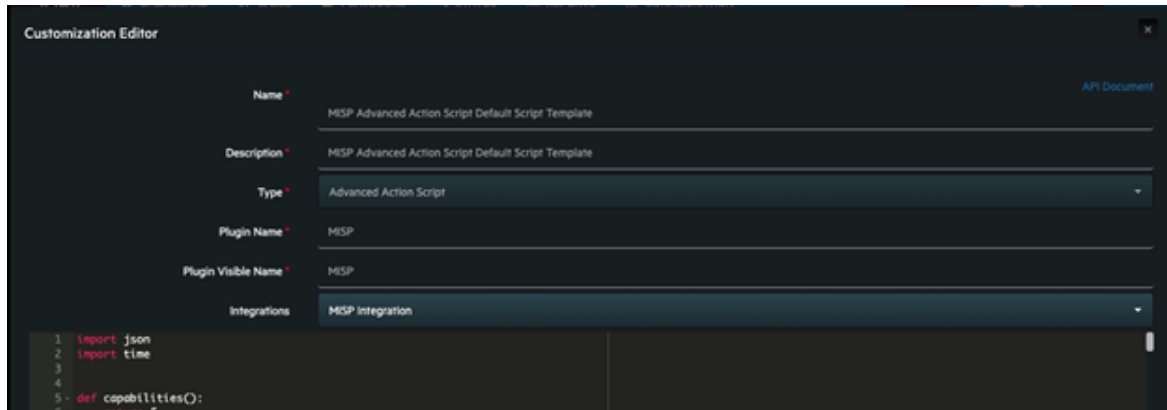 Customization Editor
×
API Document
Name *
MISP Advanced Action Script Default Script Template
Description *
MISP Advanced Action Script Default Script Template
Type *
Advanced Action Script
Plugin Name *
MISP
Plugin Visible Name *
MISP
Integrations
MISP Integration
1 import json
2 import time
3
4
5 def capabilities():